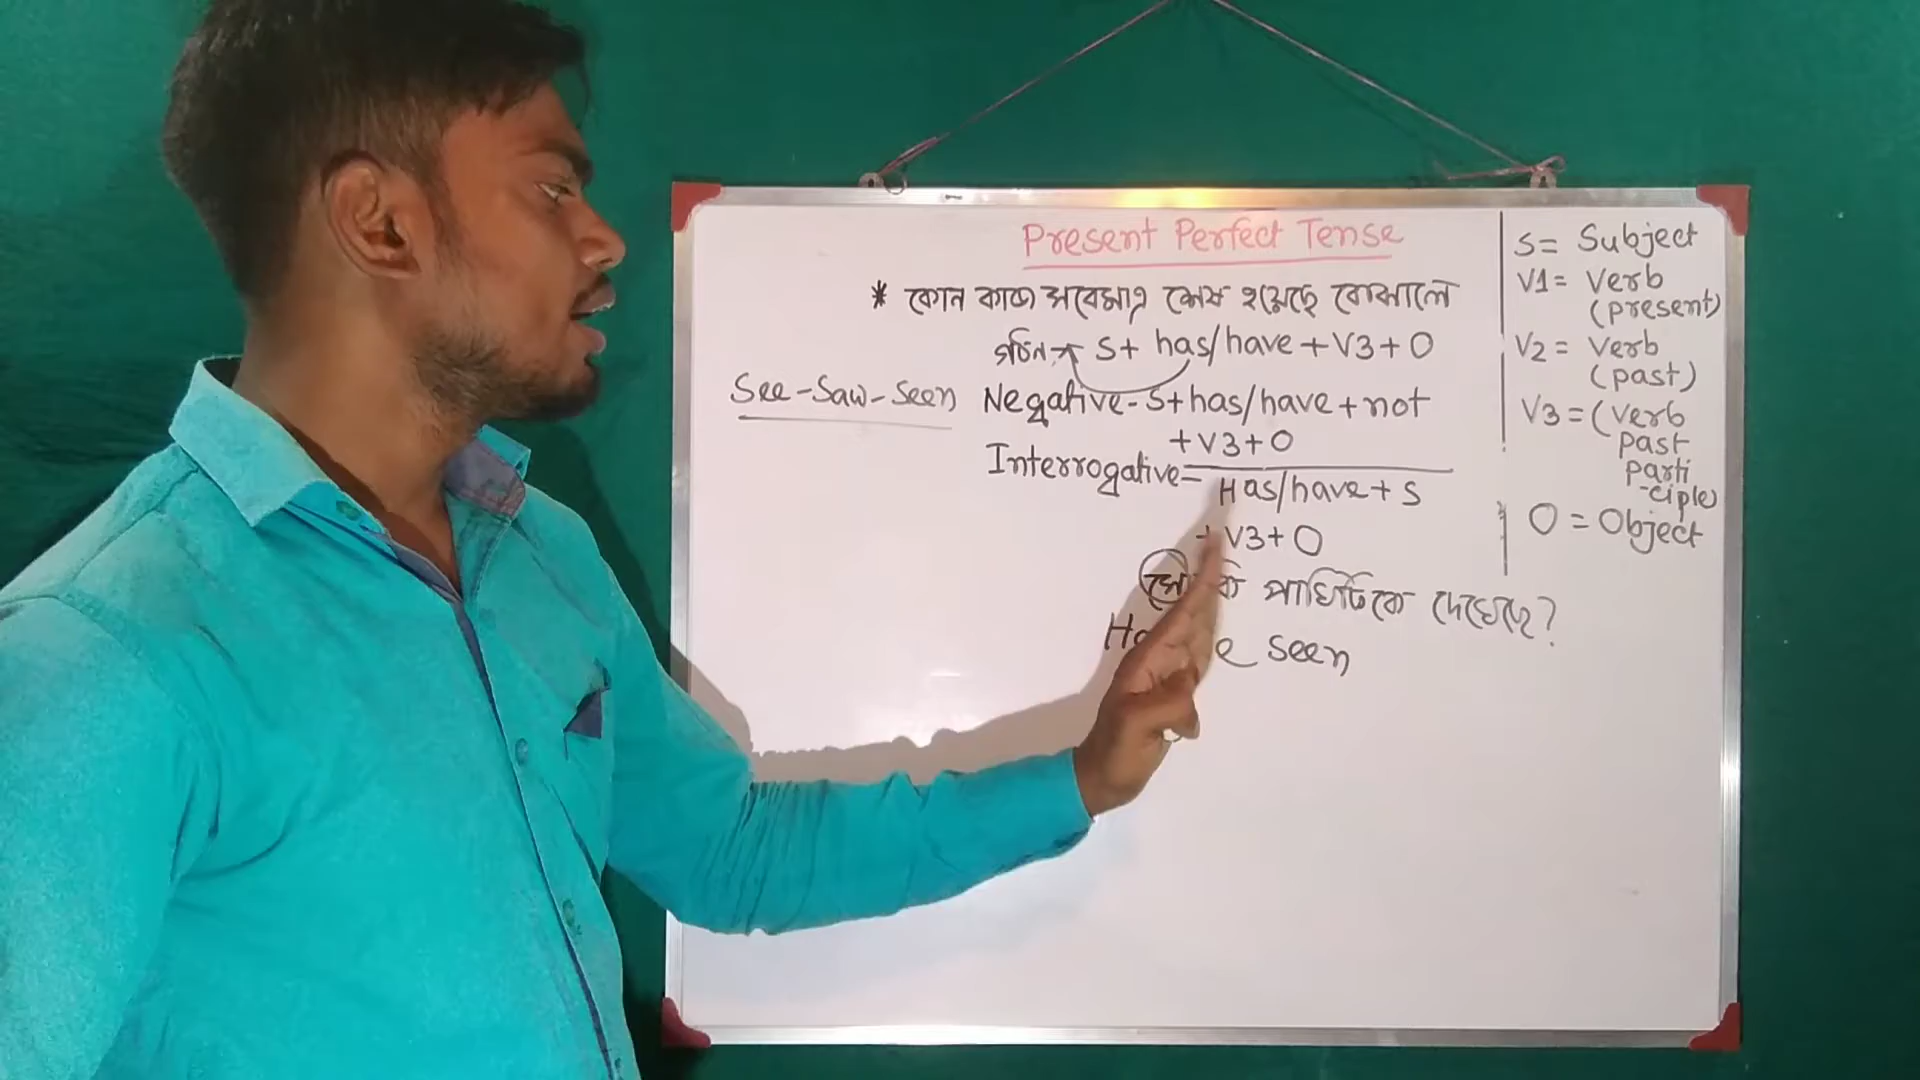 Present Perfect Tense
* কোন কাজ সবেমাত্র শেষ হয়েছে বোঝালে
গঠন → S+ has/have + V3 + O
See-Saw-Seen
Negative - S+ has/have + not
+ V3 + O
Interrogative =
Has/have + S
+ V3 + O
সে কি পাখিটিকে দেখেছে?
seen
S = Subject
V1 = Verb
(present)
V2 = Verb
(past)
V3 = (Verb
past
parti
-ciple)
O = Object